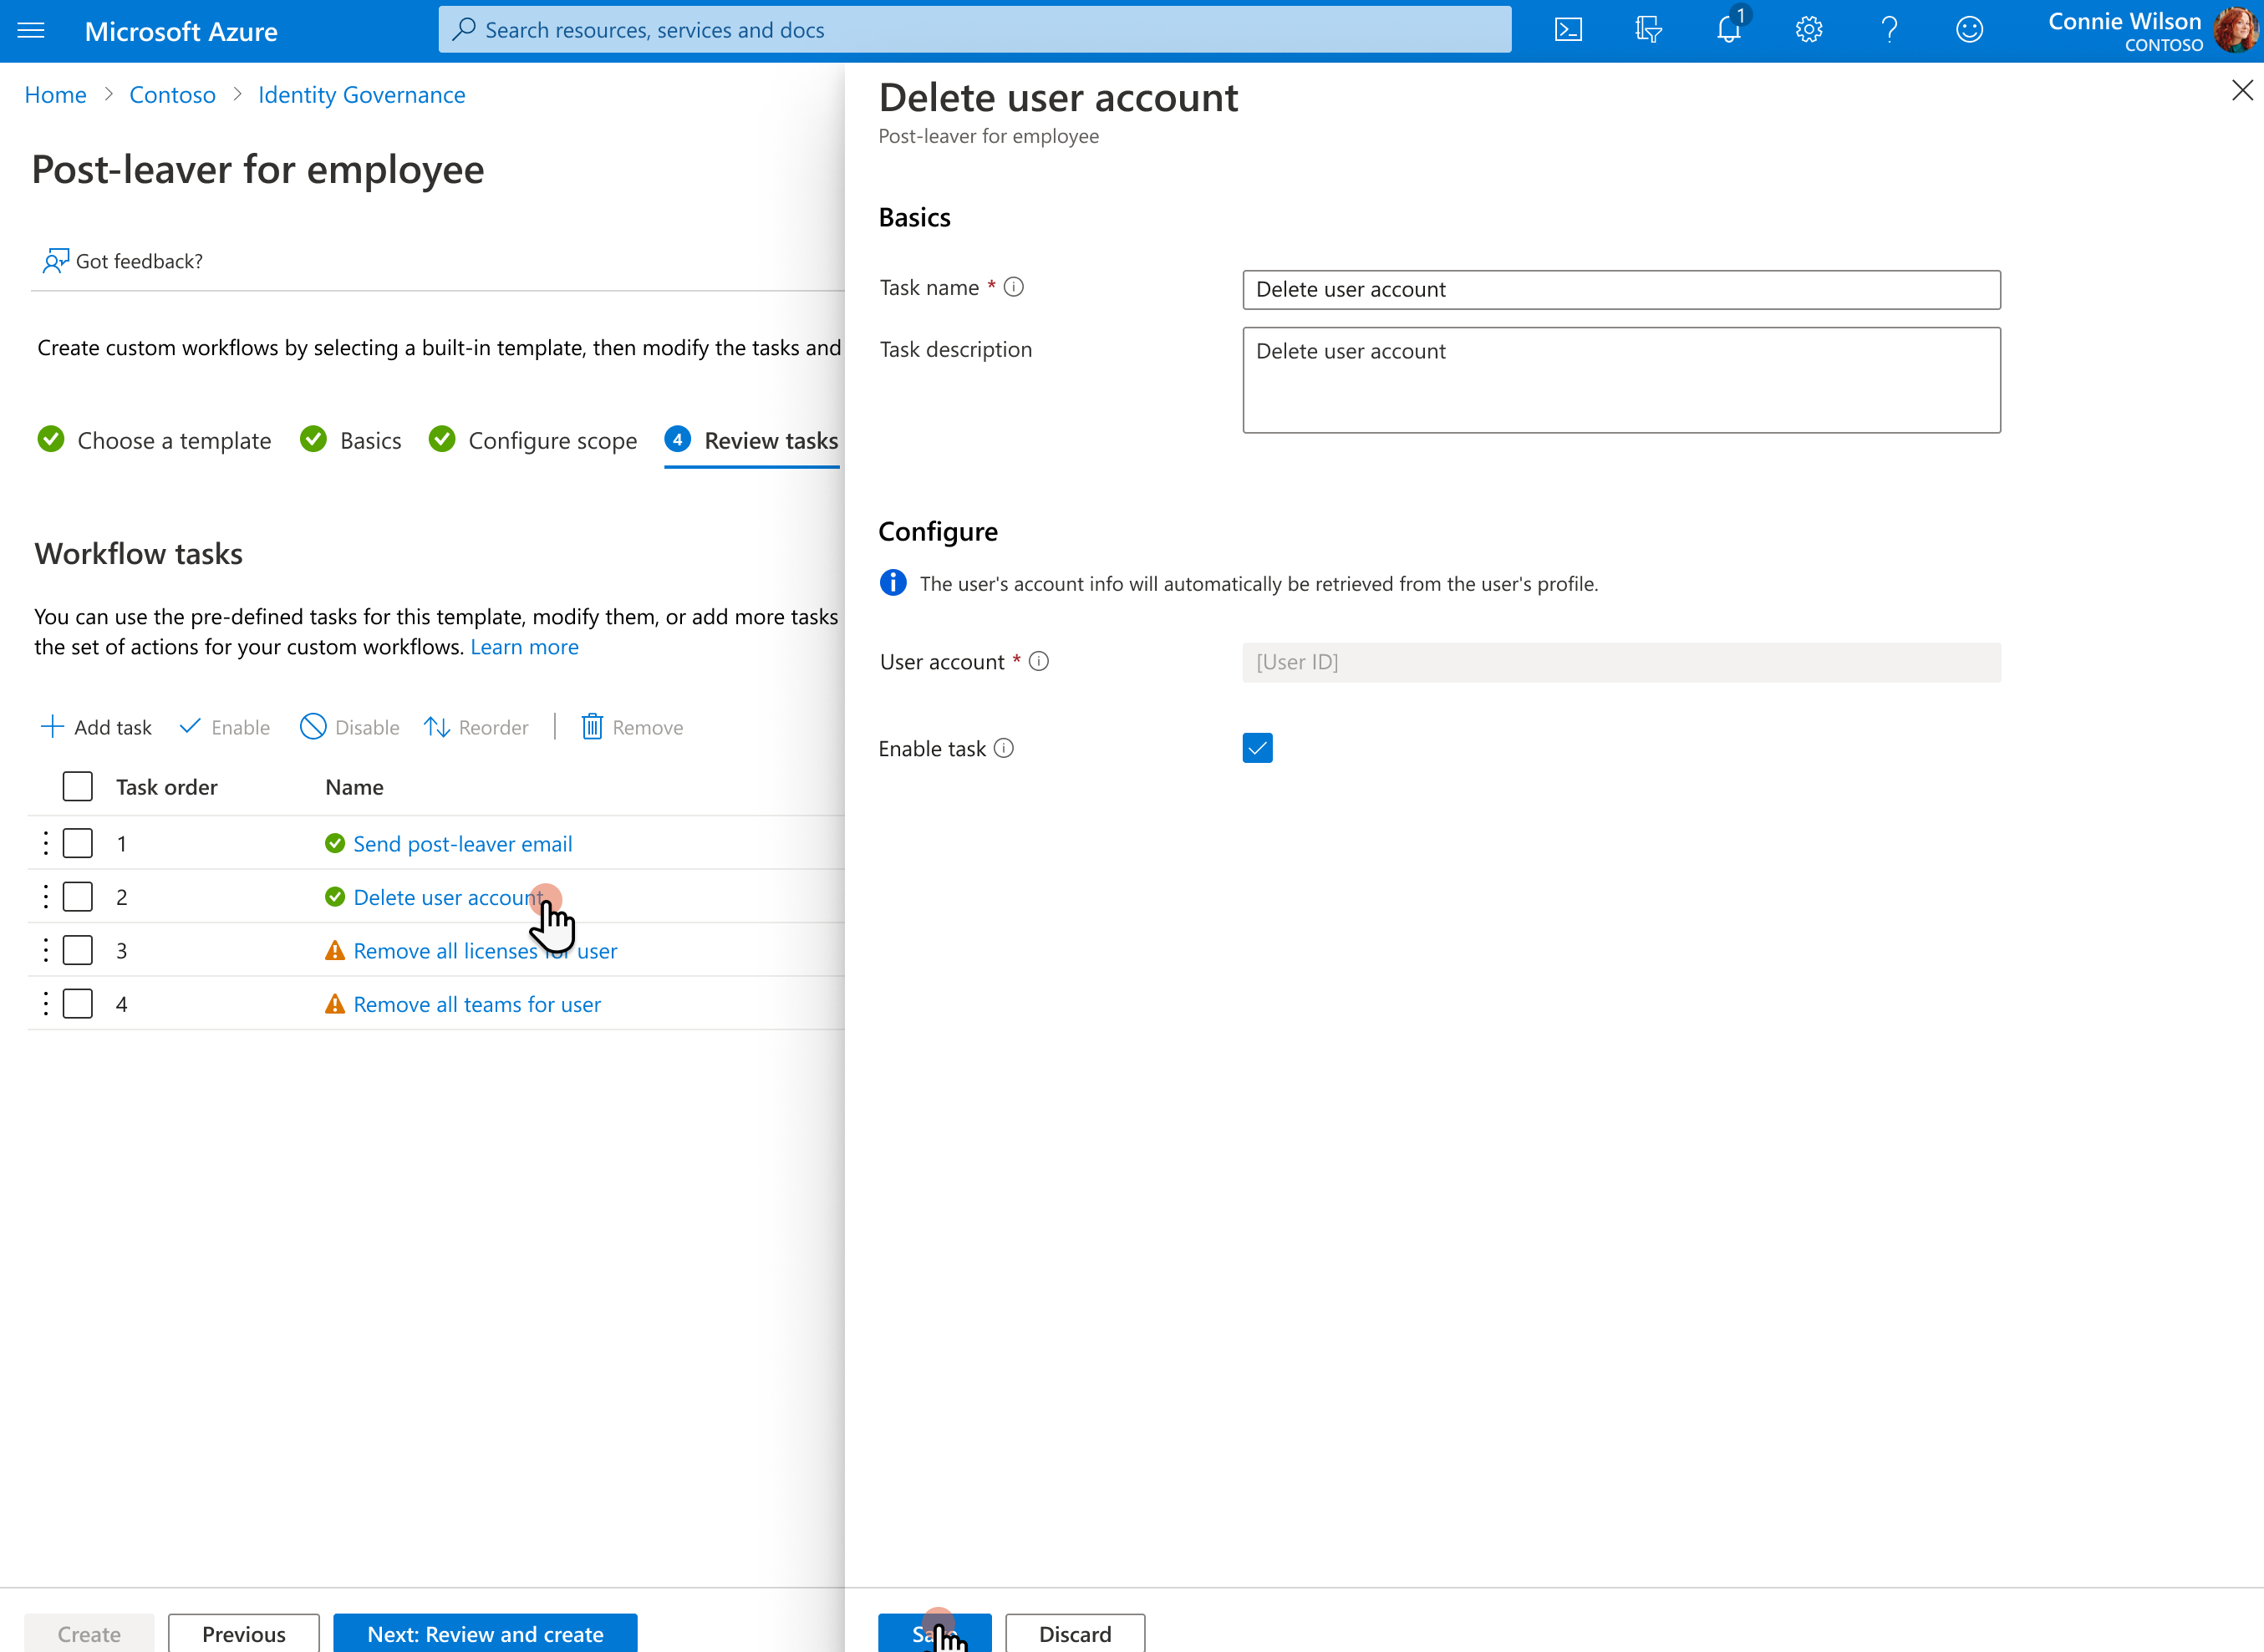 Microsoft Azure
Search resources, services and docs
1
Connie Wilson
CONTOSO
Home > Contoso > Identity Governance
Post-leaver for employee
Got feedback?
Create custom workflows by selecting a built-in template, then modify the tasks and
Choose a template
Basics
Configure scope
4 Review tasks
Workflow tasks
You can use the pre-defined tasks for this template, modify them, or add more tasks
the set of actions for your custom workflows. Learn more
Add task
Enable
Disable
Reorder
Remove
Task order Name
1 Send post-leaver email
2 Delete user account
3 Remove all licenses for user
4 Remove all teams for user
Create
Previous
Next: Review and create
Delete user account
Post-leaver for employee
Basics
Task name * Delete user account
Task description Delete user account
Configure
The user's account info will automatically be retrieved from the user's profile.
User account * [User ID]
Enable task
Save
Discard